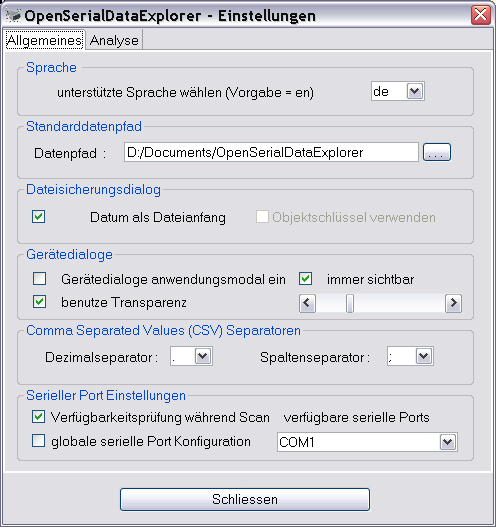 OpenSerialDataExplorer - Einstellungen
Allgemeines Analyse
Sprache
unterstützte Sprache wählen (Vorgabe = en) de
Standarddatenpfad
Datenpfad : D:/Documents/OpenSerialDataExplorer ...
Dateisicherungsdialog
Datum als Dateianfang Objektschlüssel verwenden
Gerätedialoge
Gerätedialoge anwendungsmodal ein immer sichtbar
benutze Transparenz
Comma Separated Values (CSV) Separatoren
Dezimalseparator : . Spaltenseparator : ;
Serieller Port Einstellungen
Verfügbarkeitsprüfung während Scan verfügbare serielle Ports
globale serielle Port Konfiguration COM1
Schliessen